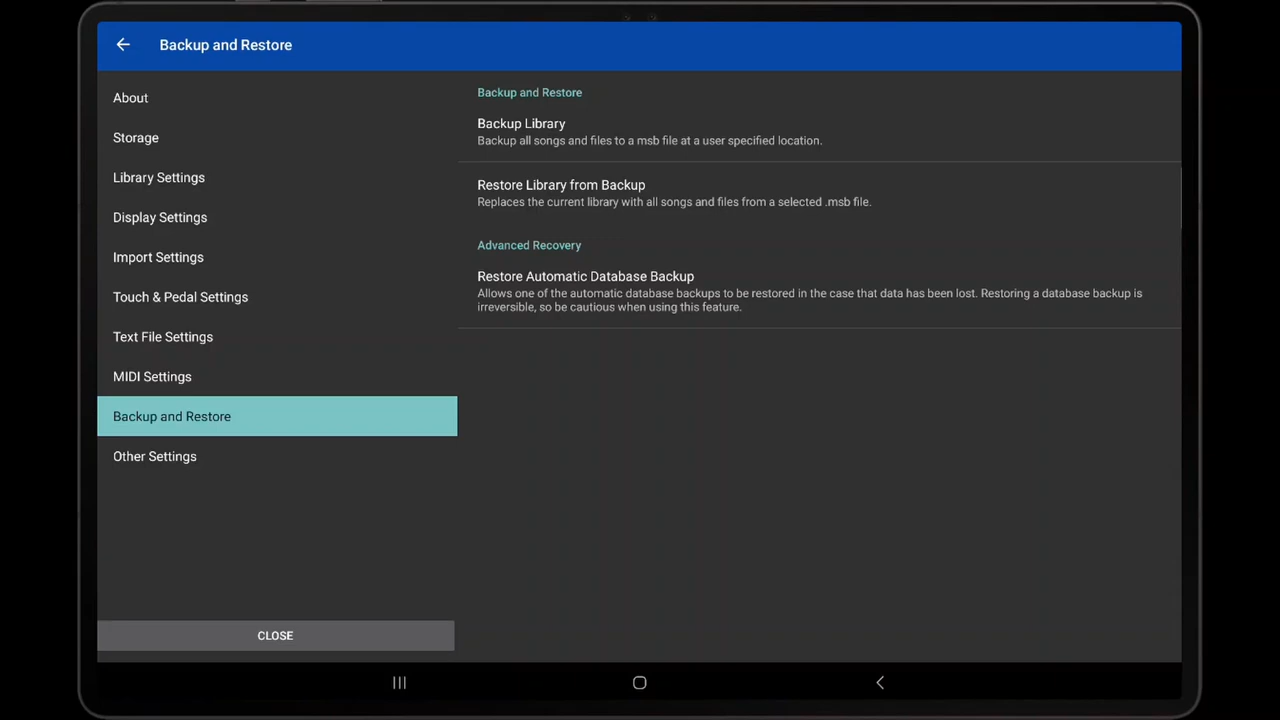 Backup and Restore
About
Storage
Library Settings
Display Settings
Import Settings
Touch & Pedal Settings
Text File Settings
MIDI Settings
Backup and Restore
Other Settings
CLOSE
Backup and Restore
Backup Library
Backup all songs and files to a msb file at a user specified location.
Restore Library from Backup
Replaces the current library with all songs and files from a selected .msb file.
Advanced Recovery
Restore Automatic Database Backup
Allows one of the automatic database backups to be restored in the case that data has been lost. Restoring a database backup is
irreversible, so be cautious when using this feature.